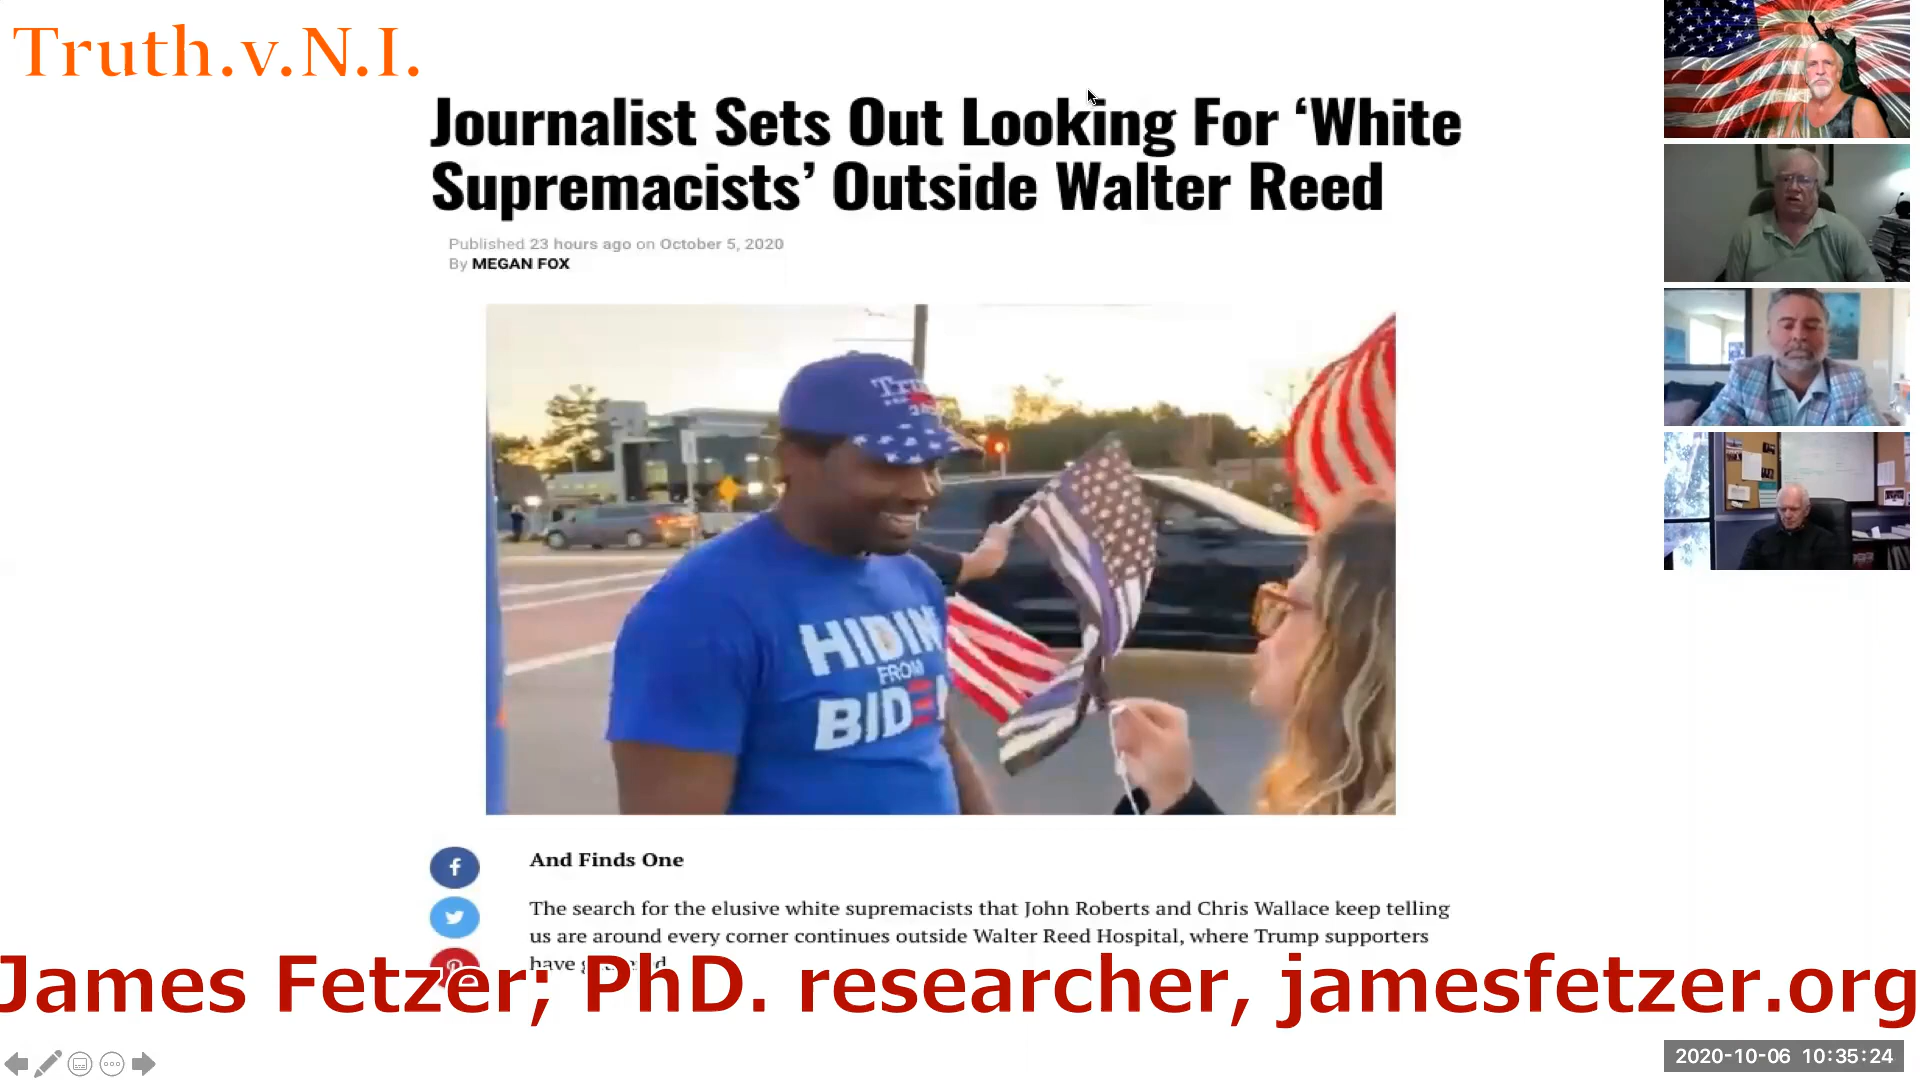 Truth.v.N.I.
Journalist Sets Out Looking For ‘White
Supremacists’ Outside Walter Reed
Published 23 hours ago on October 5, 2020
By MEGAN FOX
HIDIN
FROM
BIDEN
And Finds One
The search for the elusive white supremacists that John Roberts and Chris Wallace keep telling
us are around every corner continues outside Walter Reed Hospital, where Trump supporters
have
James Fetzer; PhD. researcher, jamesfetzer.org
2020-10-06 10:35:24